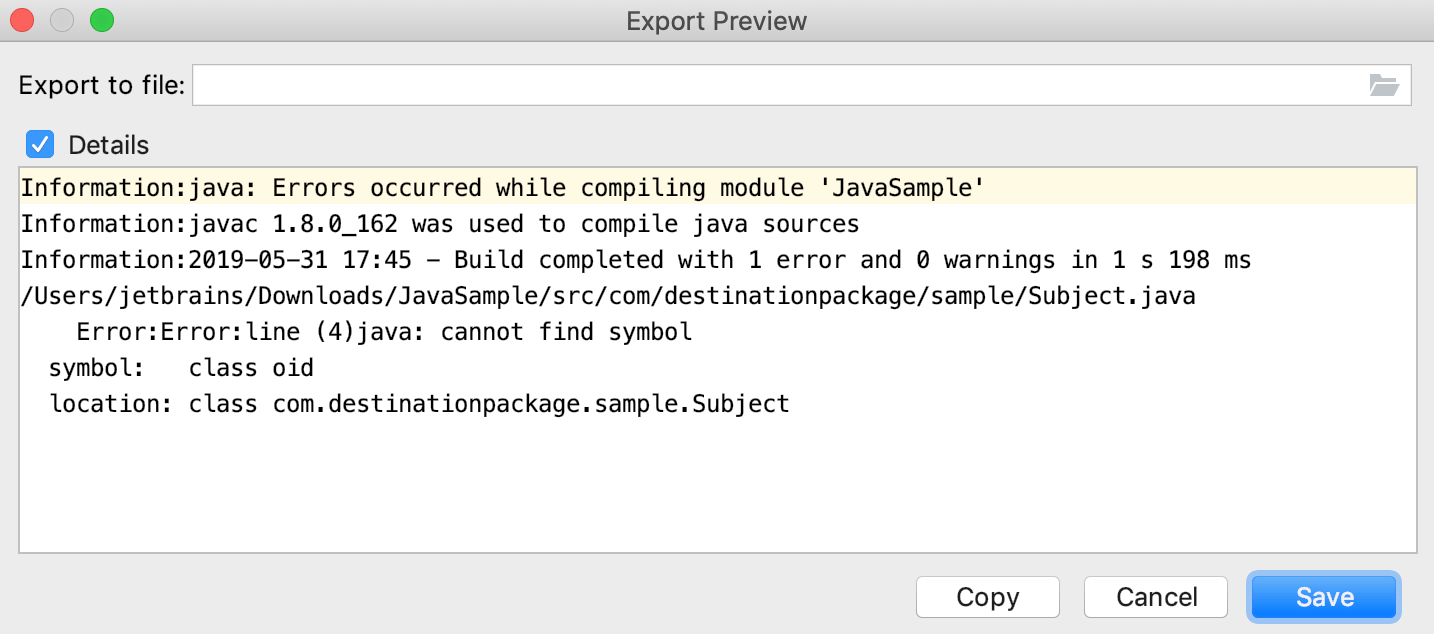 Export Preview
Export to file:
Details
Information:java: Errors occurred while compiling module 'JavaSample'
Information:javac 1.8.0_162 was used to compile java sources
Information:2019-05-31 17:45 - Build completed with 1 error and 0 warnings in 1 s 198 ms
/Users/jetbrains/Downloads/JavaSample/src/com/destinationpackage/sample/Subject.java
    Error:Error:line (4)java: cannot find symbol
  symbol:   class oid
  location: class com.destinationpackage.sample.Subject
Copy Cancel Save